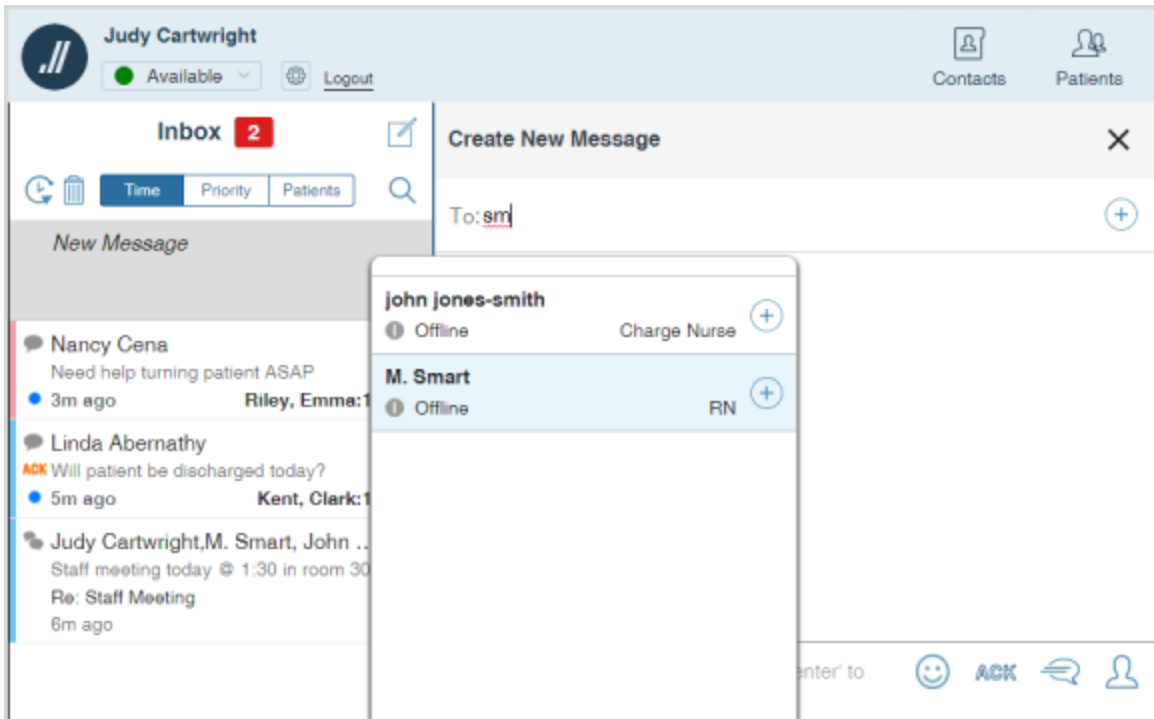 Judy Cartwright
Available
Logout
Contacts
Patients
Inbox 2
Time Priority Patients
New Message
Nancy Cena
Need help turning patient ASAP
3m ago Riley, Emma:1
Linda Abernathy
ACK Will patient be discharged today?
5m ago Kent, Clark:1
Judy Cartwright,M. Smart, John ..
Staff meeting today @ 1:30 in room 30
Re: Staff Meeting
6m ago
Create New Message
To: sm
john jones-smith
Offline Charge Nurse
M. Smart
Offline RN
enter' to
ACK